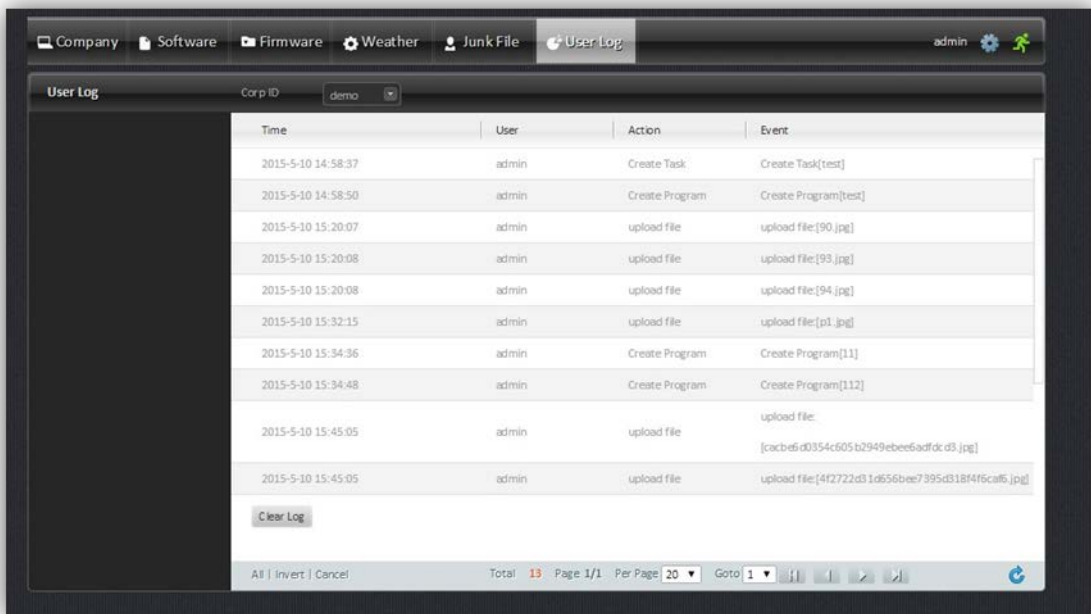 Company Software Firmware Weather Junk File User Log admin
User Log Corp ID demo
Time User Action Event
2015-5-10 14:58:37 admin Create Task Create Task[test]
2015-5-10 14:58:50 admin Create Program Create Program[test]
2015-5-10 15:20:07 admin upload file upload file:[90.jpg]
2015-5-10 15:20:08 admin upload file upload file:[93.jpg]
2015-5-10 15:20:08 admin upload file upload file:[94.jpg]
2015-5-10 15:32:15 admin upload file upload file:[p1.jpg]
2015-5-10 15:34:36 admin Create Program Create Program[11]
2015-5-10 15:34:48 admin Create Program Create Program[112]
upload file:
2015-5-10 15:45:05 admin upload file
[cacbe6d0354c605b2949ebee6adfdcd3.jpg]
2015-5-10 15:45:05 admin upload file upload file:[4f2722d31d656bee7395d318f4f6caf6.jpg]
Clear Log
All | Invert | Cancel Total 13 Page 1/1 Per Page 20 Goto 1